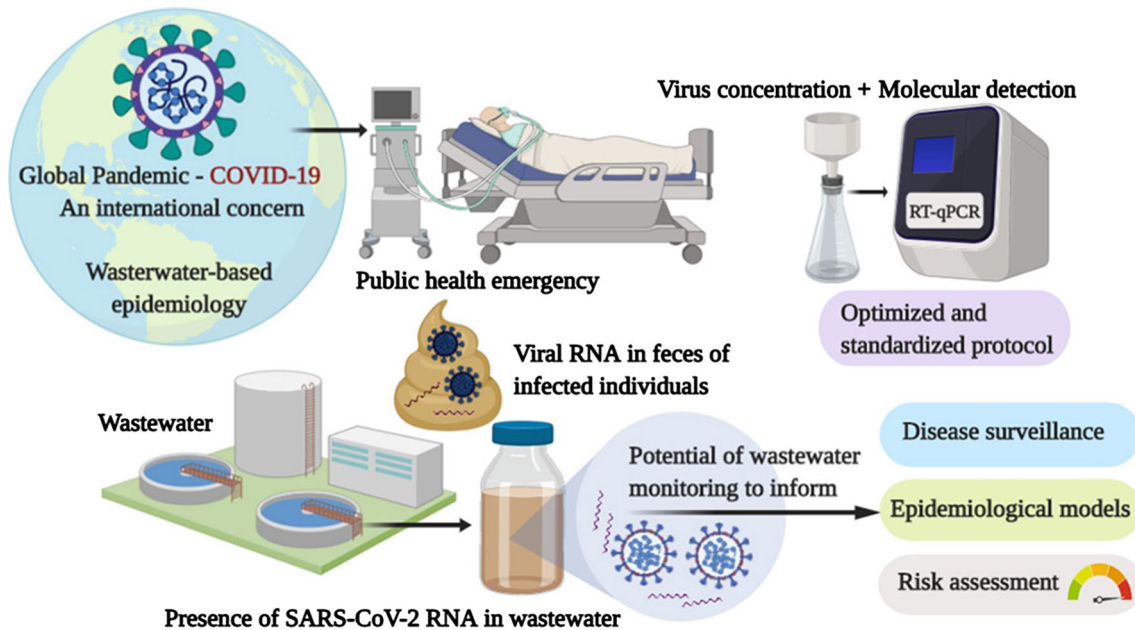 Global Pandemic - COVID-19
An international concern
Wasterwater-based
epidemiology
Public health emergency
Virus concentration + Molecular detection
RT-qPCR
Optimized and
standardized protocol
Viral RNA in feces of
infected individuals
Wastewater
Presence of SARS-CoV-2 RNA in wastewater
Potential of wastewater
monitoring to inform
Disease surveillance
Epidemiological models
Risk assessment